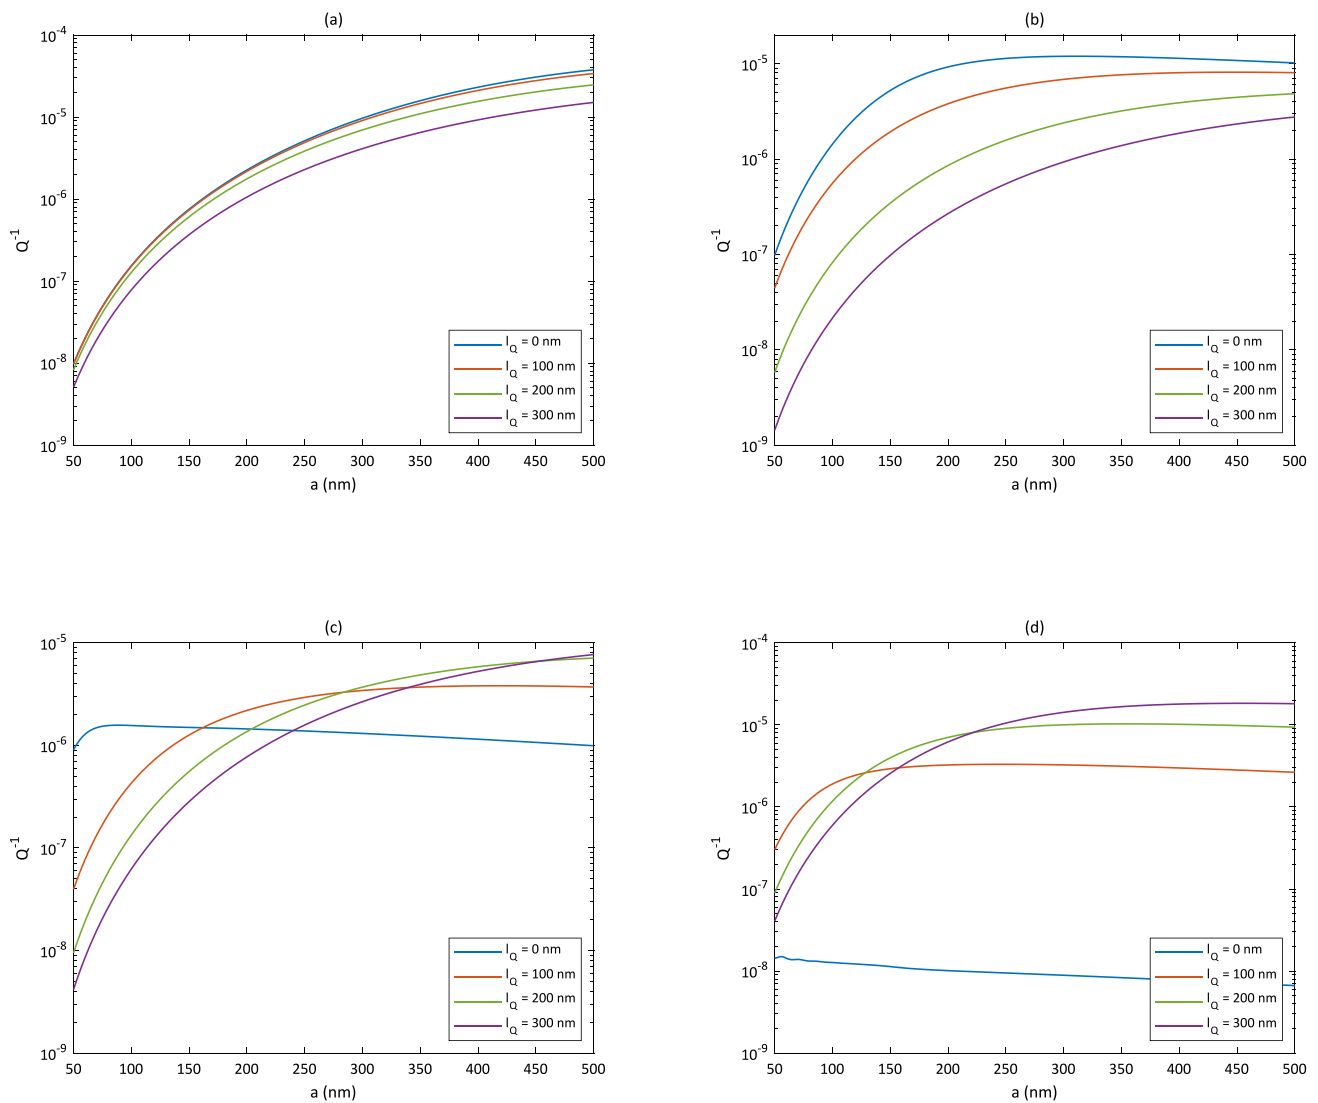 (a)
10^-4
10^-5
10^-6
10^-7
10^-8
10^-9
Q^-1
50 100 150 200 250 300 350 400 450 500
a (nm)
l_Q = 0 nm
l_Q = 100 nm
l_Q = 200 nm
l_Q = 300 nm
(b)
10^-5
10^-6
10^-7
10^-8
10^-9
Q^-1
50 100 150 200 250 300 350 400 450 500
a (nm)
l_Q = 0 nm
l_Q = 100 nm
l_Q = 200 nm
l_Q = 300 nm
(c)
10^-5
10^-6
10^-7
10^-8
10^-9
Q^-1
50 100 150 200 250 300 350 400 450 500
a (nm)
l_Q = 0 nm
l_Q = 100 nm
l_Q = 200 nm
l_Q = 300 nm
(d)
10^-4
10^-5
10^-6
10^-7
10^-8
10^-9
Q^-1
50 100 150 200 250 300 350 400 450 500
a (nm)
l_Q = 0 nm
l_Q = 100 nm
l_Q = 200 nm
l_Q = 300 nm